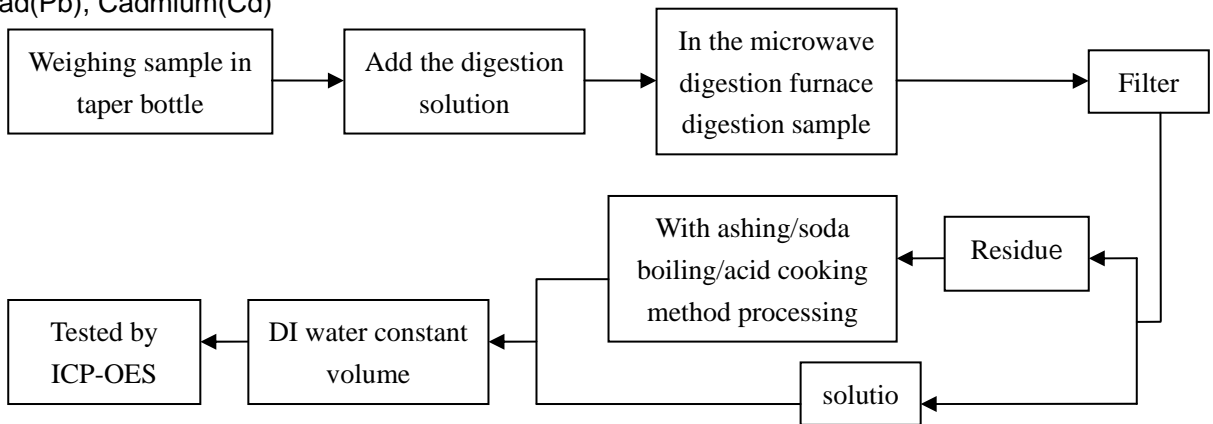 ad(Pb), Cadmium(Cd)
Weighing sample in
taper bottle
Add the digestion
solution
In the microwave
digestion furnace
digestion sample
Filter
With ashing/soda
boiling/acid cooking
method processing
Residue
Tested by
ICP-OES
DI water constant
volume
solutio